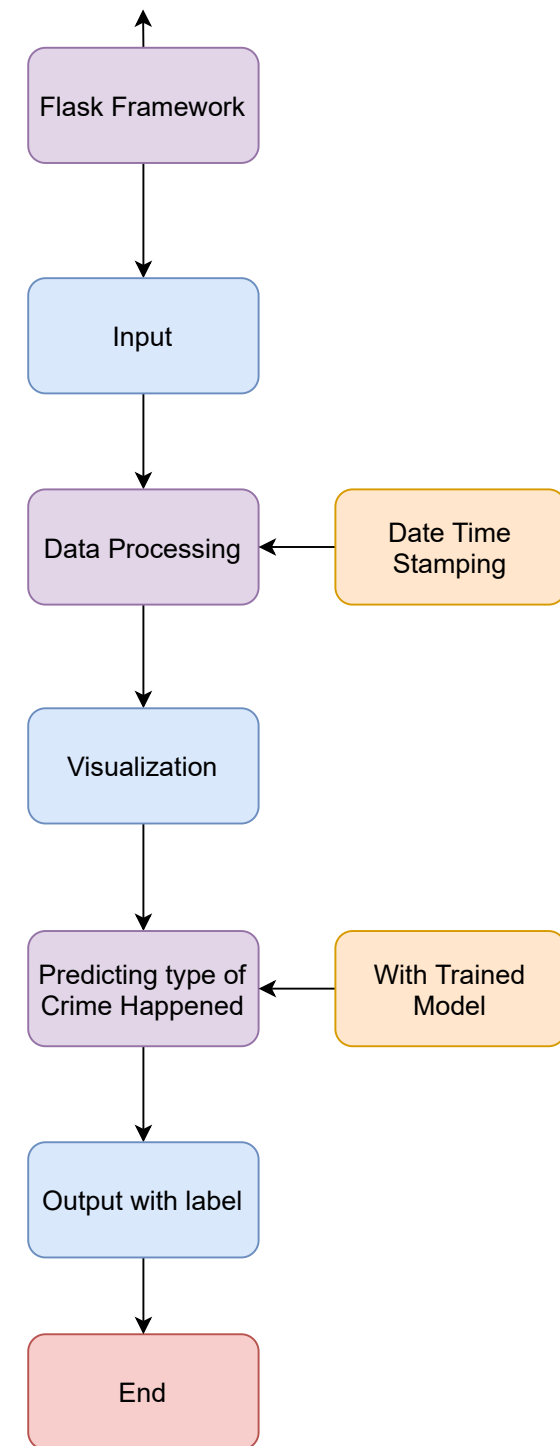 Flask Framework
Input
Data Processing
Date Time
Stamping
Visualization
Predicting type of
Crime Happened
With Trained
Model
Output with label
End